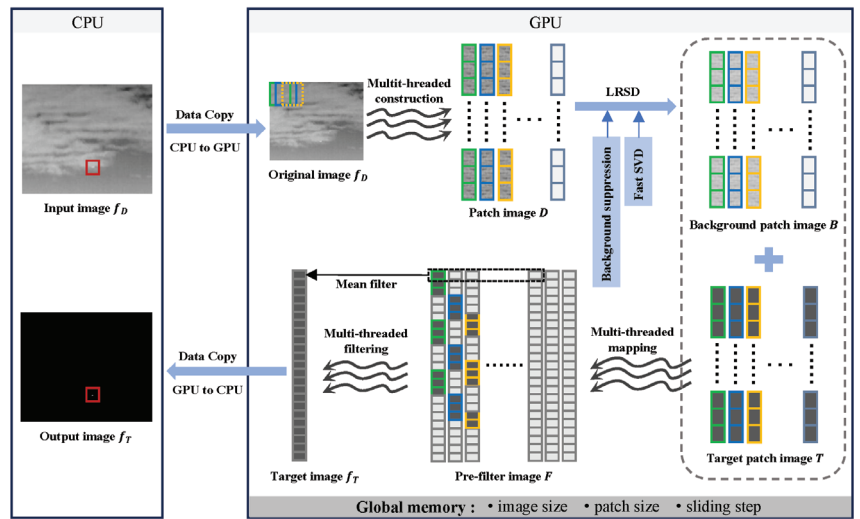 CPU
GPU
Input image f_D
Data Copy
CPU to GPU
Original image f_D
Multit-hreaded
construction
Patch image D
LRSD
Background suppression
Fast SVD
Background patch image B
Mean filter
Multi-threaded
filtering
Multi-threaded
mapping
Data Copy
GPU to CPU
Output image f_T
Target image f_T
Pre-filter image F
Target patch image T
Global memory : • image size • patch size • sliding step